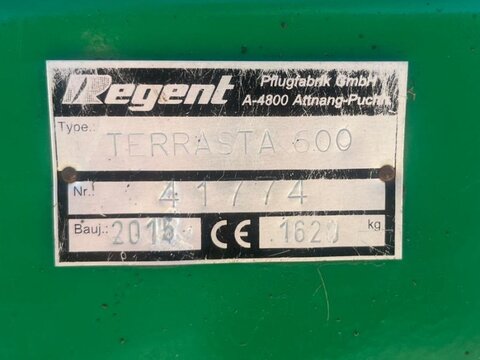 Regent Pflugfabrik GmbH
A-4800 Attnang-Puchh.
Type.: TERRASTA 600
Nr.: 41774
Bauj.: CE kg